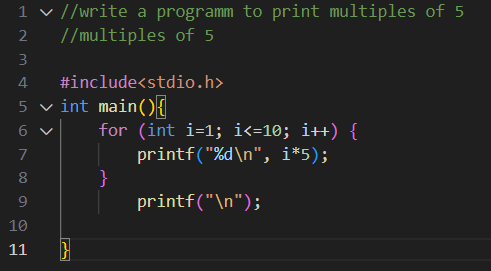 1 //write a programm to print multiples of 5
2 //multiples of 5
3
4 #include<stdio.h>
5 int main(){
6 for (int i=1; i<=10; i++) {
7 printf("%d\n", i*5);
8 }
9 printf("\n");
10
11 }